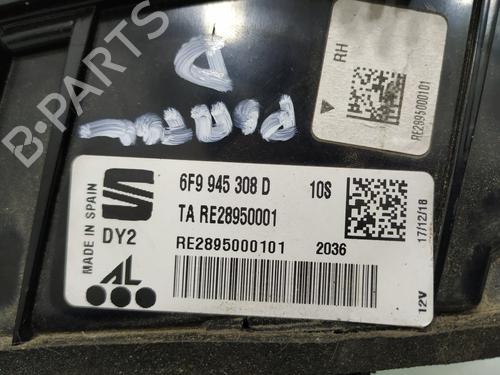 B-PARTS
RH
RE2895000101
MADE IN SPAIN
6F9 945 308 D 10S
TA RE28950001
DY2
RE2895000101 2036
AL
17/12/18
12V